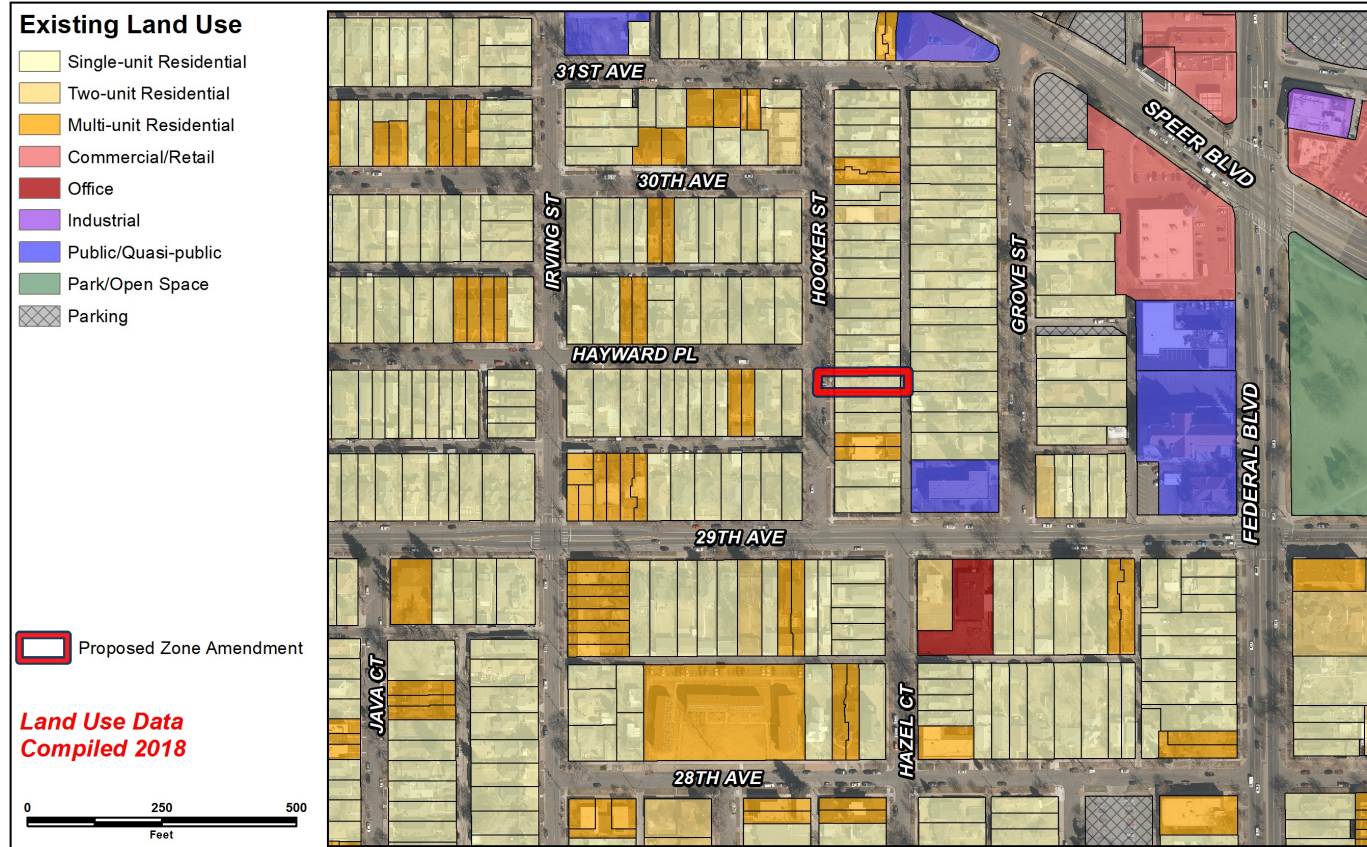 Existing Land Use
Single-unit Residential
Two-unit Residential
Multi-unit Residential
Commercial/Retail
Office
Industrial
Public/Quasi-public
Park/Open Space
Parking
Proposed Zone Amendment
Land Use Data
Compiled 2018
0 250 500
Feet
31ST AVE
SPEER BLVD
30TH AVE
IRVING ST
HOOKER ST
GROVE ST
HAYWARD PL
FEDERAL BLVD
29TH AVE
JAVA CT
HAZEL CT
28TH AVE